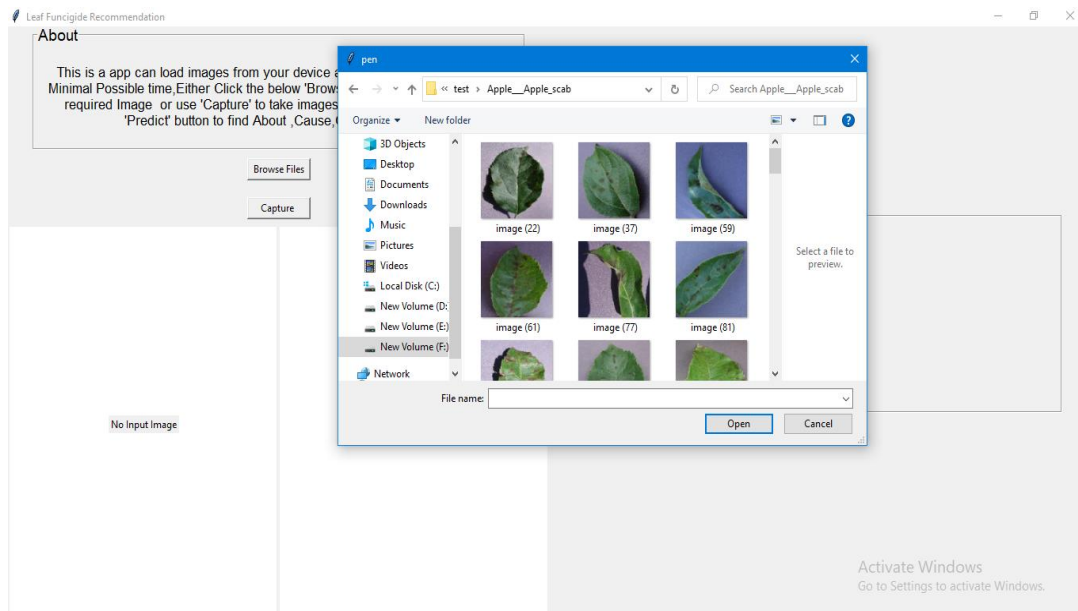 Leaf Funcigide Recommendation
About
This is a app can load images from your device
Minimal Possible time,Either Click the below 'Brows
required Image or use 'Capture' to take images
'Predict' button to find About ,Cause,
Browse Files
Capture
No Input Image
pen
« test › Apple__Apple_scab
Search Apple__Apple_scab
Organize
New folder
3D Objects
Desktop
Documents
Downloads
Music
Pictures
Videos
Local Disk (C:)
New Volume (D:
New Volume (E:)
New Volume (F:)
Network
image (22)
image (37)
image (59)
image (61)
image (77)
image (81)
Select a file to
preview.
File name:
Open
Cancel
Activate Windows
Go to Settings to activate Windows.